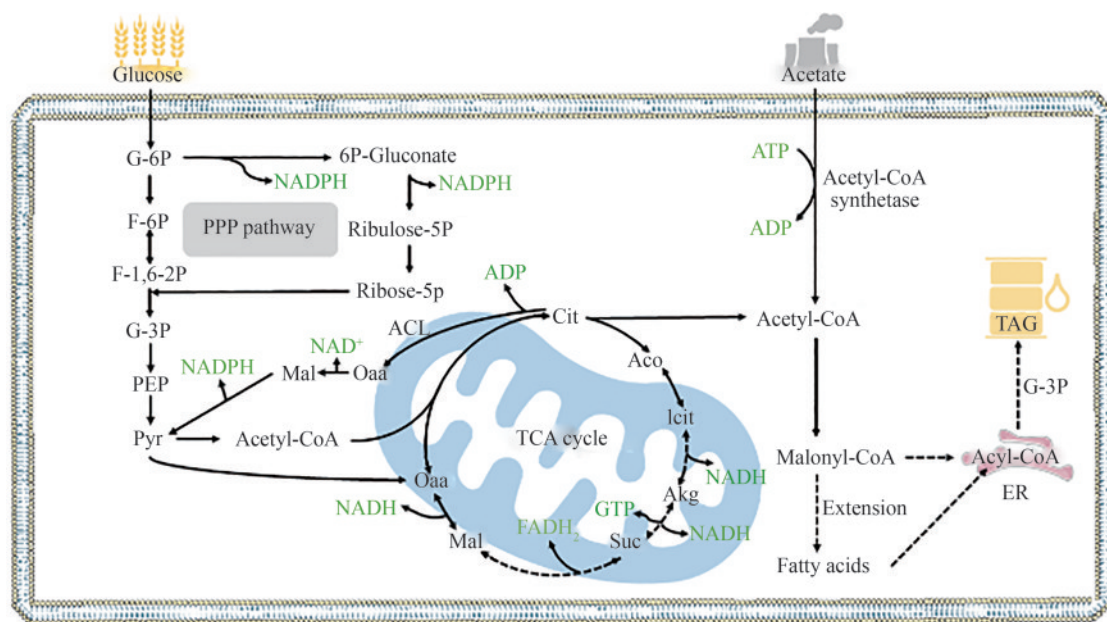 Glucose
Acetate
G-6P
6P-Gluconate
NADPH
NADPH
F-6P
PPP pathway
Ribulose-5P
F-1,6-2P
Ribose-5p
G-3P
ATP
Acetyl-CoA
synthetase
ADP
ADP
ACL
Cit
Acetyl-CoA
TAG
NAD⁺
NADPH
Mal
Oaa
Aco
PEP
G-3P
Pyr
Acetyl-CoA
TCA cycle
Icit
Malonyl-CoA
Acyl-CoA
ER
Oaa
NADH
Akg
NADH
GTP
Extension
FADH₂
Suc
NADH
Mal
Fatty acids